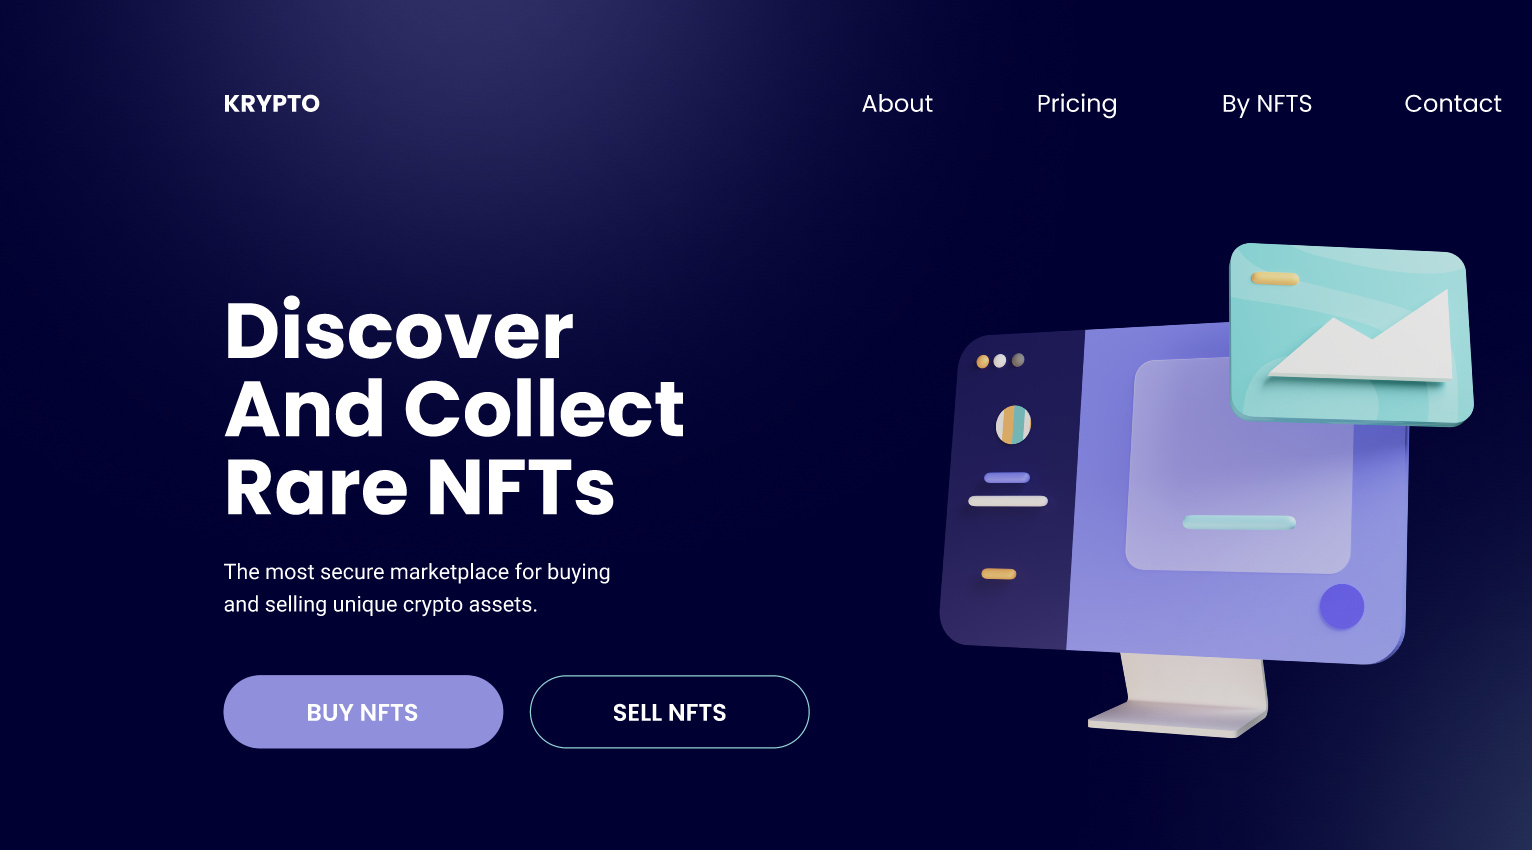 KRYPTO
About
Pricing
By NFTS
Contact
Discover
And Collect
Rare NFTs
The most secure marketplace for buying
and selling unique crypto assets.
BUY NFTS
SELL NFTS